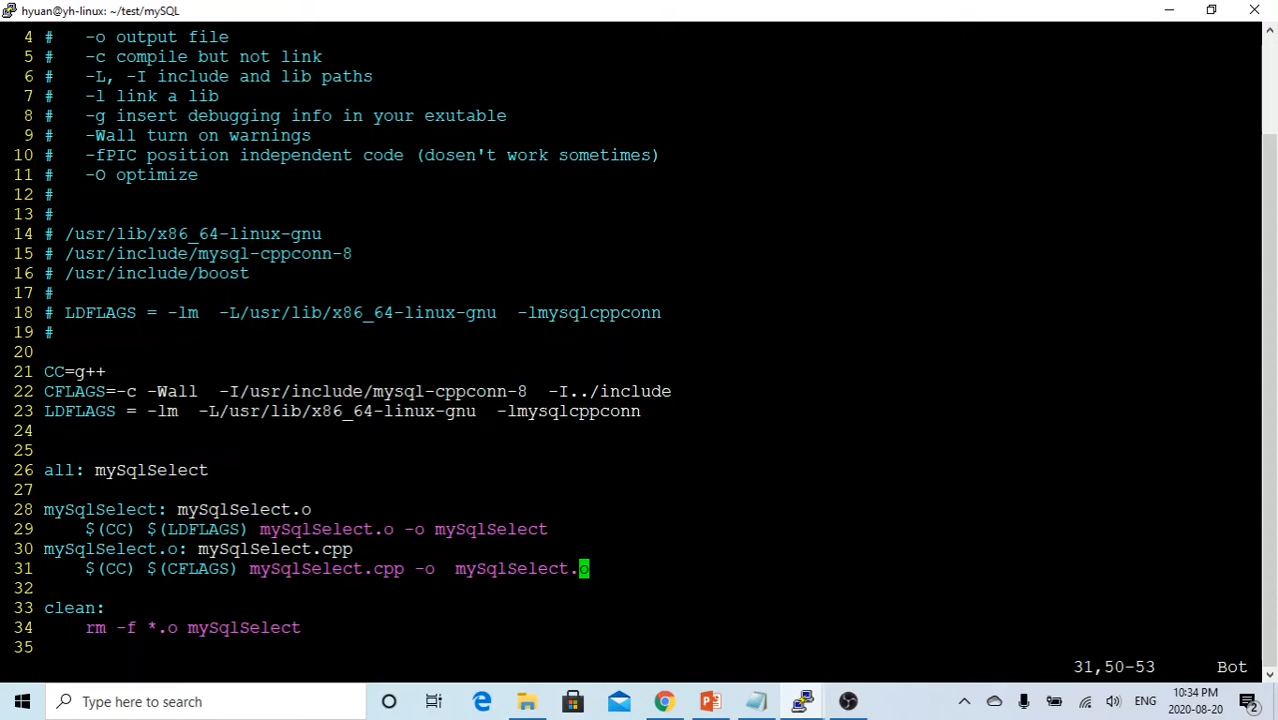 hyuan@yh-linux: ~/test/mySQL
4 #   -o output file
5 #   -c compile but not link
6 #   -L, -I include and lib paths
7 #   -l link a lib
8 #   -g insert debugging info in your exutable
9 #   -Wall turn on warnings
10 #   -fPIC position independent code (dosen't work sometimes)
11 #   -O optimize
12 #
13 #
14 # /usr/lib/x86_64-linux-gnu
15 # /usr/include/mysql-cppconn-8
16 # /usr/include/boost
17 #
18 # LDFLAGS = -lm  -L/usr/lib/x86_64-linux-gnu  -lmysqlcppconn
19 #
20
21 CC=g++
22 CFLAGS=-c -Wall  -I/usr/include/mysql-cppconn-8  -I../include
23 LDFLAGS = -lm  -L/usr/lib/x86_64-linux-gnu  -lmysqlcppconn
24
25
26 all: mySqlSelect
27
28 mySqlSelect: mySqlSelect.o
29     $(CC) $(LDFLAGS) mySqlSelect.o -o mySqlSelect
30 mySqlSelect.o: mySqlSelect.cpp
31     $(CC) $(CFLAGS) mySqlSelect.cpp -o  mySqlSelect.o
32
33 clean:
34     rm -f *.o mySqlSelect
35
31,50-53 Bot
Type here to search
ENG
10:34 PM
2020-08-20
2